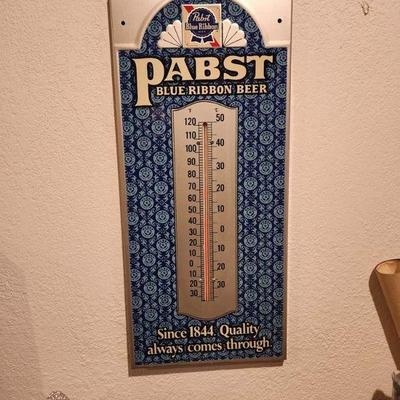 Pabst
Blue Ribbon
PABST
BLUE RIBBON BEER
F C
120 50
110
100 40
90
80 30
70 20
60
50 10
40
30 0
20 10
10
0 20
10
20 30
30
Since 1844. Quality
always comes through.